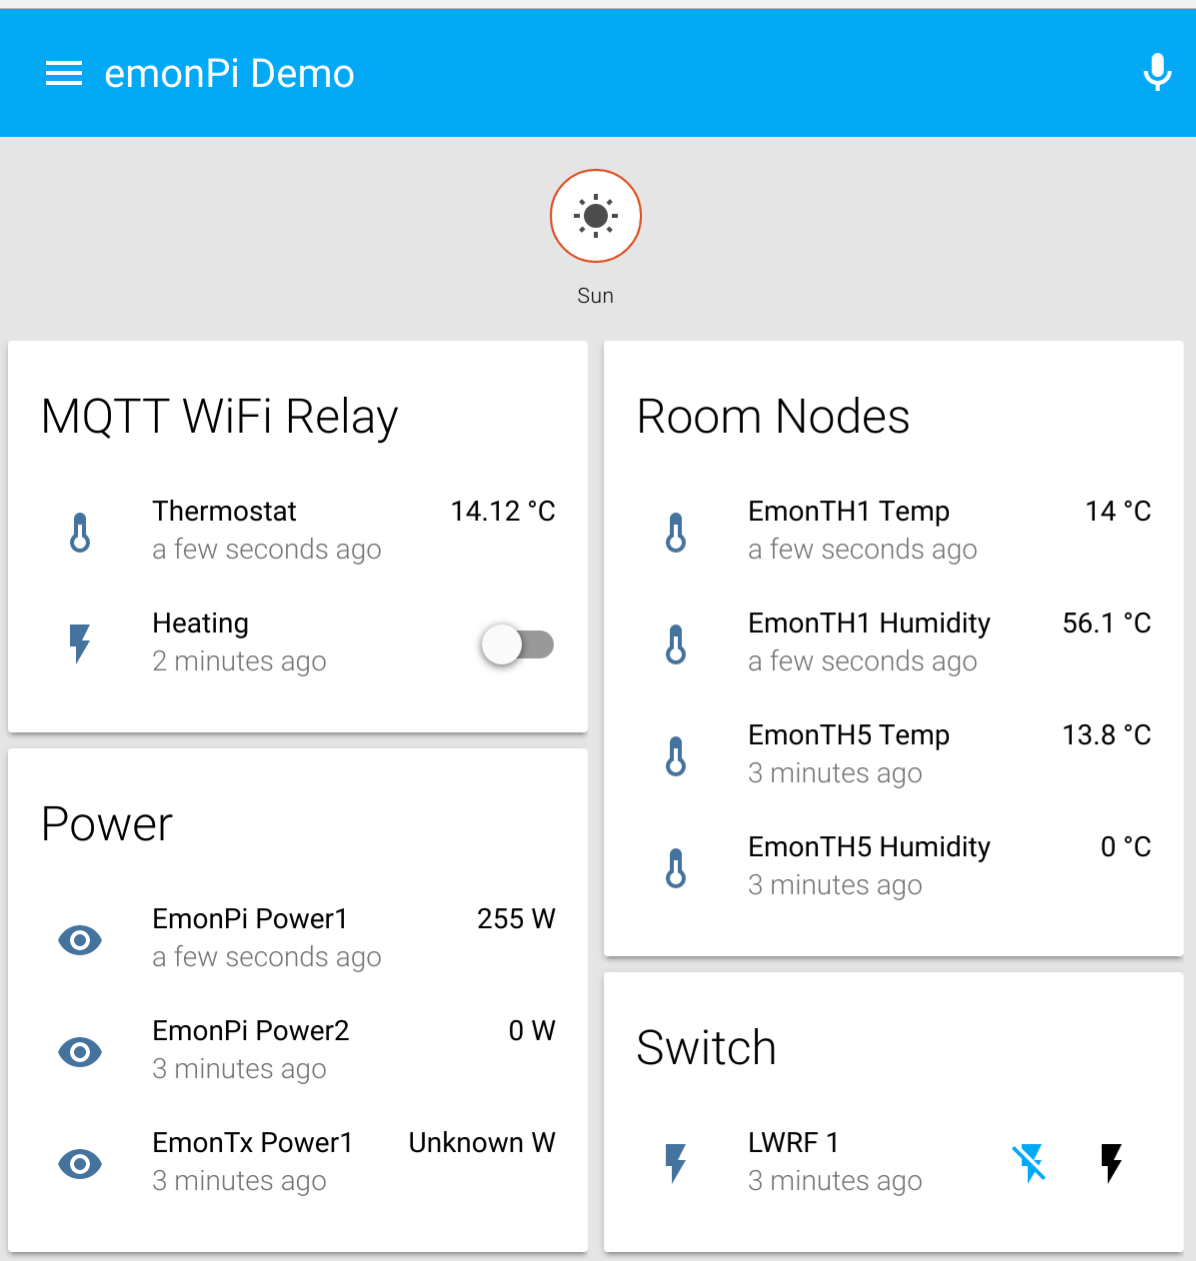 emonPi Demo
Sun
MQTT WiFi Relay
Thermostat 14.12 °C
a few seconds ago
Heating
2 minutes ago
Power
EmonPi Power1 255 W
a few seconds ago
EmonPi Power2 0 W
3 minutes ago
EmonTx Power1 Unknown W
3 minutes ago
Room Nodes
EmonTH1 Temp 14 °C
a few seconds ago
EmonTH1 Humidity 56.1 °C
a few seconds ago
EmonTH5 Temp 13.8 °C
3 minutes ago
EmonTH5 Humidity 0 °C
3 minutes ago
Switch
LWRF 1
3 minutes ago